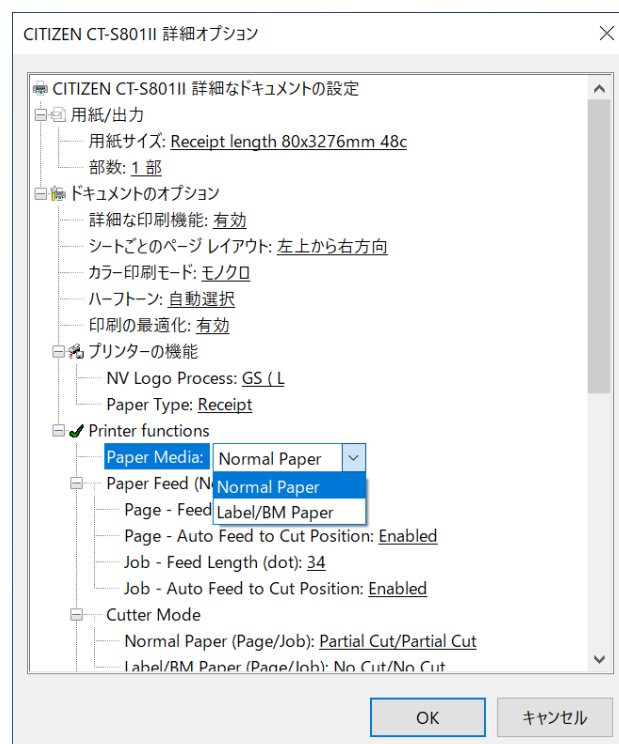 CITIZEN CT-S801II 詳細オプション
CITIZEN CT-S801II 詳細なドキュメントの設定
用紙/出力
用紙サイズ: Receipt length 80x3276mm 48c
部数: 1 部
ドキュメントのオプション
詳細な印刷機能: 有効
シートごとのページ レイアウト: 左上から右方向
カラー印刷モード: モノクロ
ハーフトーン: 自動選択
印刷の最適化: 有効
プリンターの機能
NV Logo Process: GS ( L
Paper Type: Receipt
Printer functions
Paper Media: Normal Paper
Paper Feed (N
Normal Paper
Page - Feed
Label/BM Paper
Page - Auto Feed to Cut Position: Enabled
Job - Feed Length (dot): 34
Job - Auto Feed to Cut Position: Enabled
Cutter Mode
Normal Paper (Page/Job): Partial Cut/Partial Cut
Label/BM Paper (Page/Job): No Cut/No Cut
OK
キャンセル